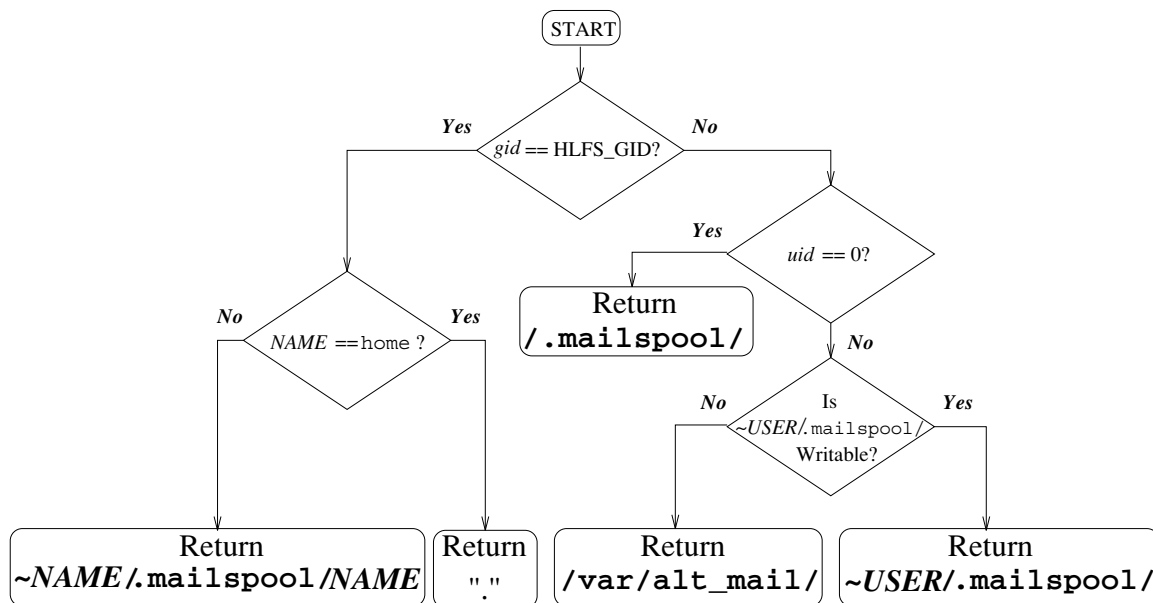 START
Yes
No
gid == HLFS_GID?
Yes
uid == 0?
No
Yes
Return
/.mailspool/
NAME ==home ?
No
No
Is
Yes
~USER/.mailspool/
Writable?
Return
~NAME/.mailspool/NAME
Return
"."
Return
/var/alt_mail/
Return
~USER/.mailspool/